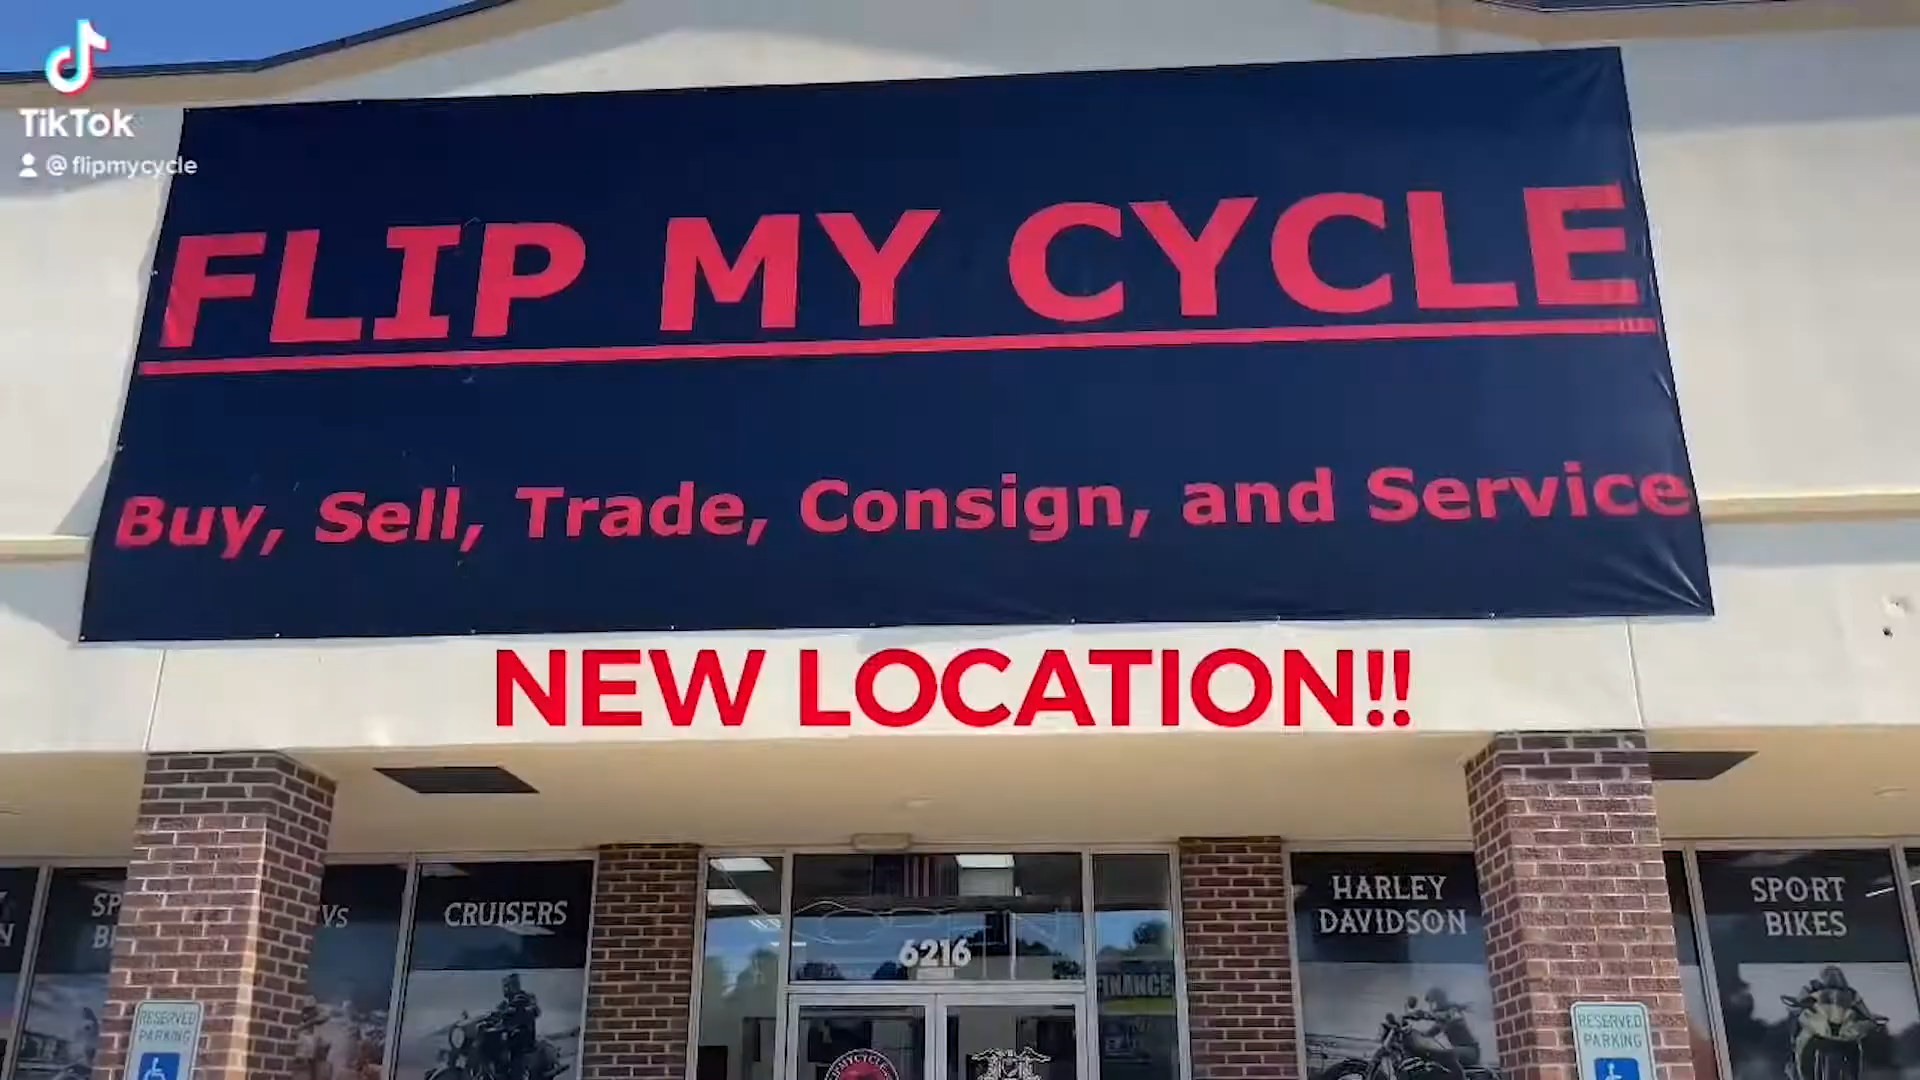 TikTok
@flipmycycle
FLIP MY CYCLE
Buy, Sell, Trade, Consign, and Service
NEW LOCATION!!
CRUISERS
HARLEY
DAVIDSON
SPORT
BIKES
6216
FINANCE
RESERVED
PARKING
RESERVED
PARKING